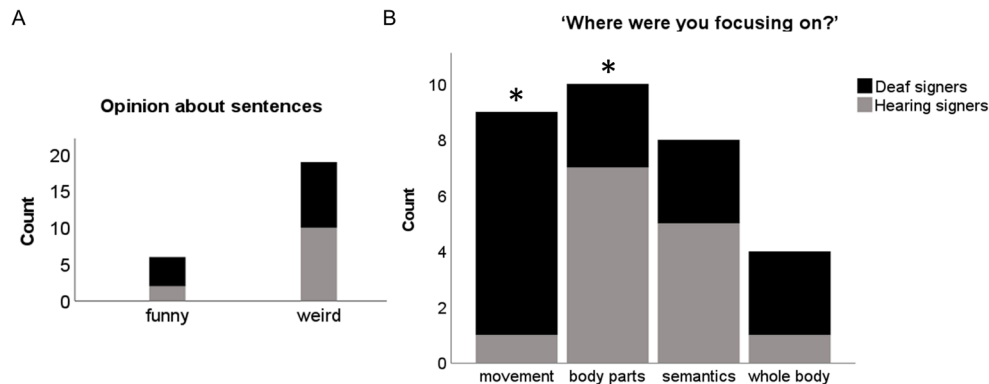 A
Opinion about sentences
Count
20
15
10
5
0
funny weird
B
‘Where were you focusing on?’
Count
10
8
6
4
2
0
* *
movement body parts semantics whole body
Deaf signers
Hearing signers